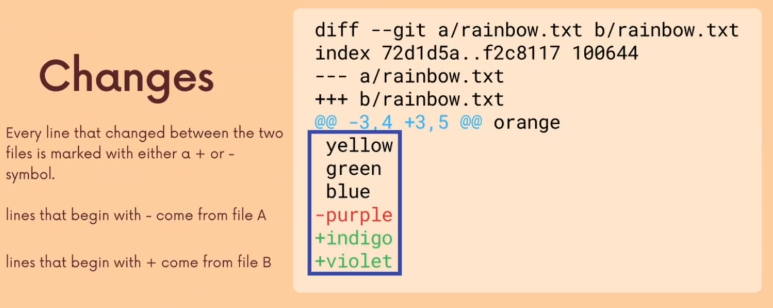 Changes
Every line that changed between the two
files is marked with either a + or -
symbol.
lines that begin with - come from file A
lines that begin with + come from file B
diff --git a/rainbow.txt b/rainbow.txt
index 72d1d5a..f2c8117 100644
--- a/rainbow.txt
+++ b/rainbow.txt
@@ -3,4 +3,5 @@ orange
 yellow
 green
 blue
-purple
+indigo
+violet